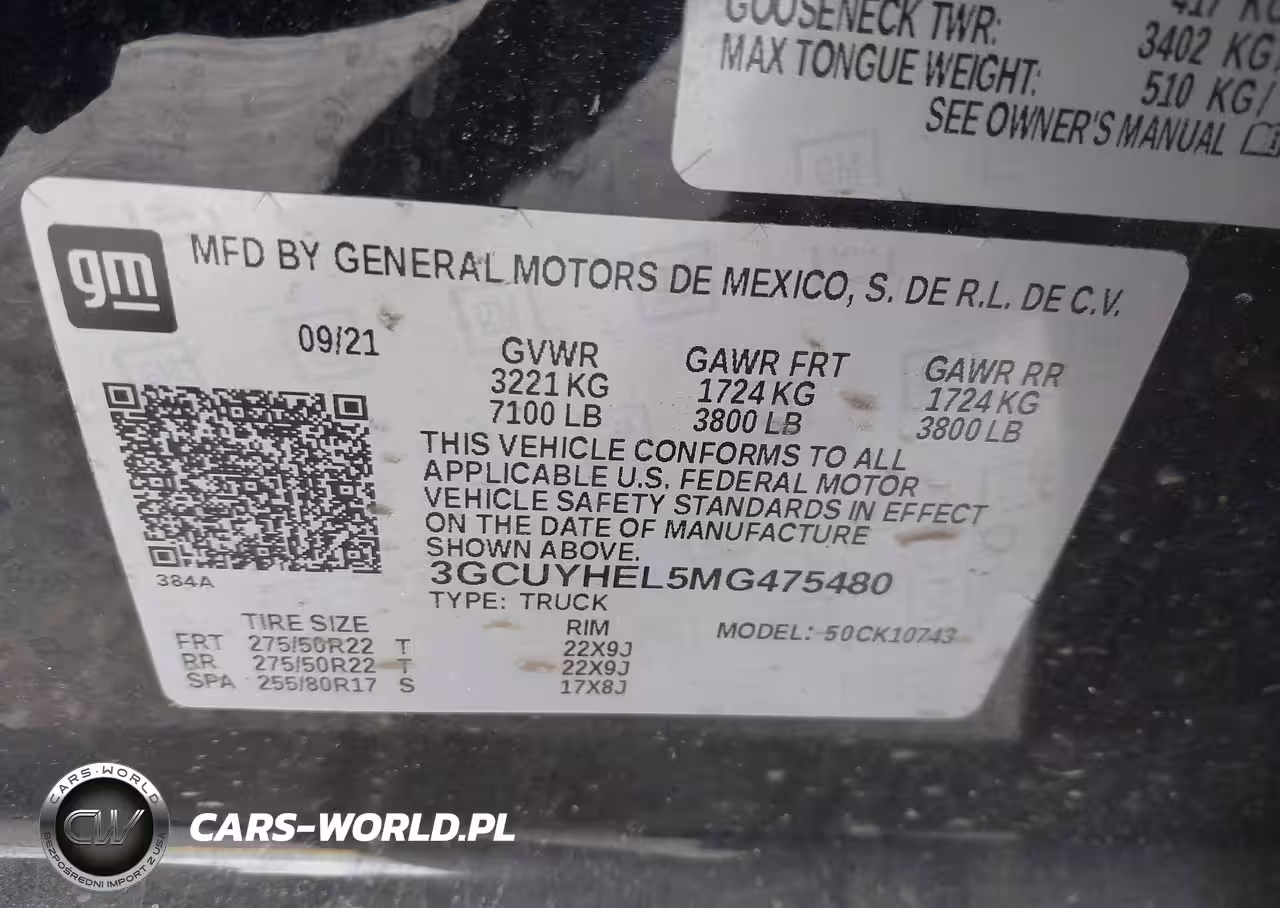 GOOSENECK TWR: 3402 KG
MAX TONGUE WEIGHT: 510 KG/
SEE OWNER'S MANUAL
gm
MFD BY GENERAL MOTORS DE MEXICO, S. DE R.L. DE C.V.
09/21
GVWR GAWR FRT GAWR RR
3221 KG 1724 KG 1724 KG
7100 LB 3800 LB 3800 LB
THIS VEHICLE CONFORMS TO ALL
APPLICABLE U.S. FEDERAL MOTOR
VEHICLE SAFETY STANDARDS IN EFFECT
ON THE DATE OF MANUFACTURE
SHOWN ABOVE.
384A
3GCUYHEL5MG475480
TYPE: TRUCK
TIRE SIZE RIM MODEL: 50CK10743
FRT 275/50R22 T 22X9J
RR 275/50R22 T 22X9J
SPA 255/80R17 S 17X8J
CARS-WORLD
CW
BEZPOŚREDNI IMPORT Z USA
CARS-WORLD.PL